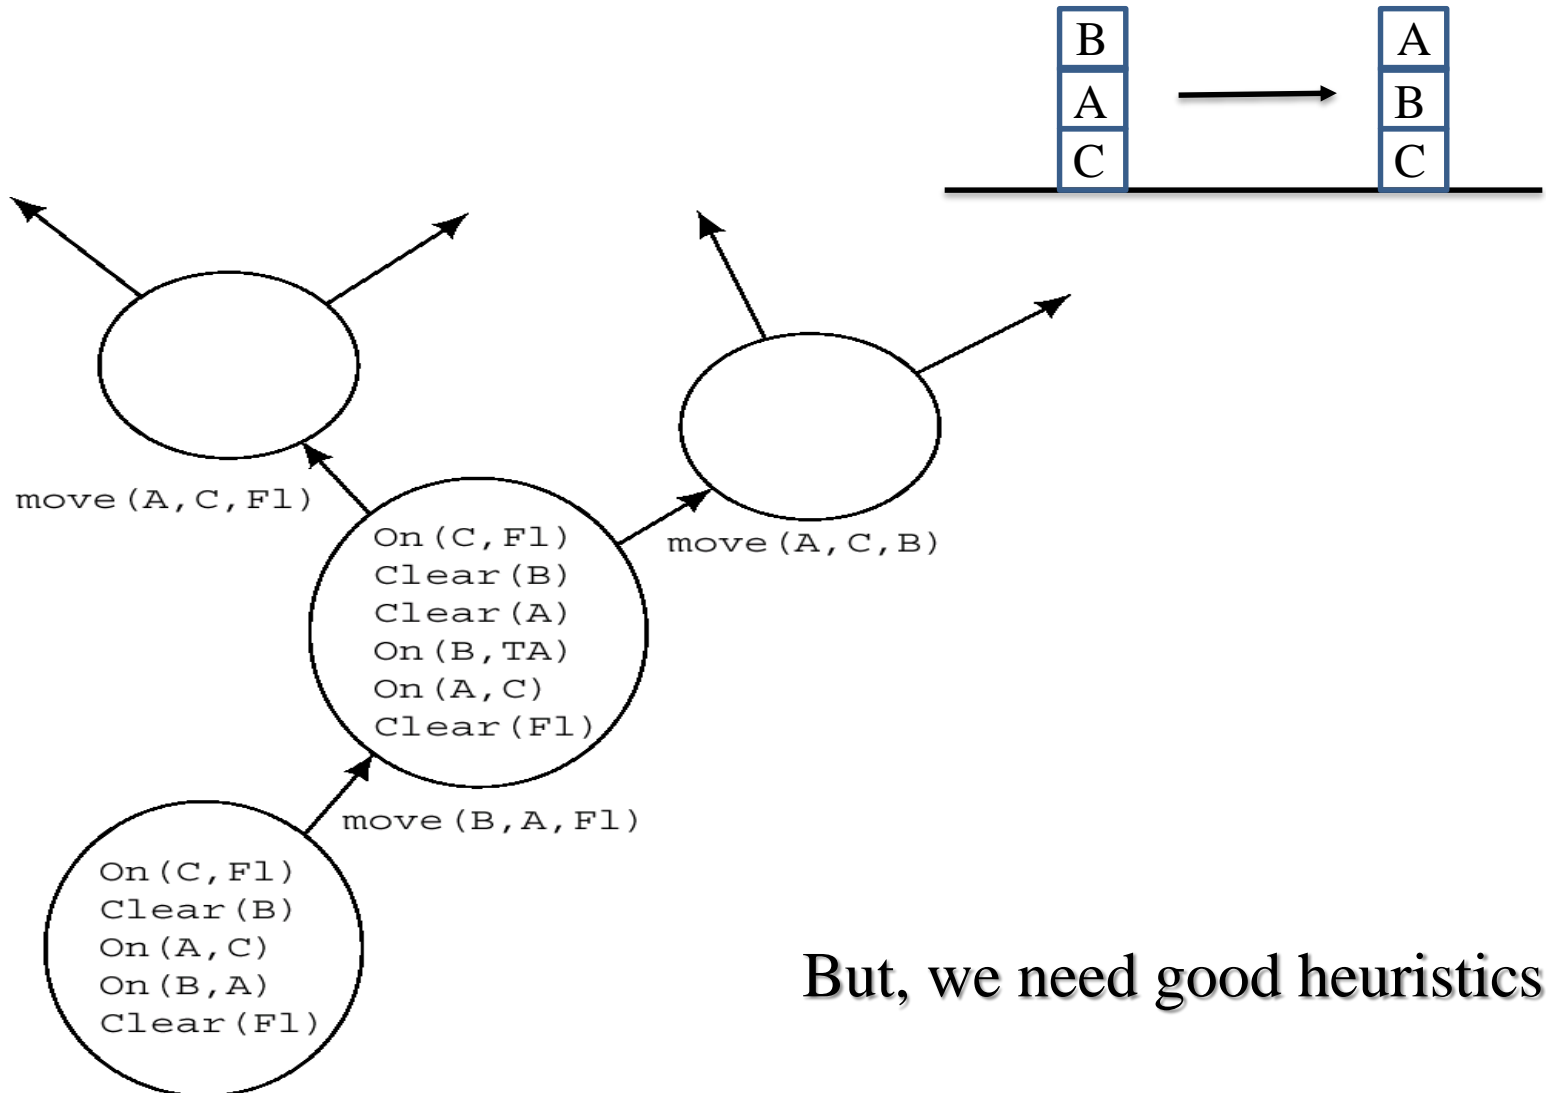 B
A
A
B
C
C
move(A,C,Fl)
On(C,Fl)
Clear(B)
Clear(A)
On(B,TA)
On(A,C)
Clear(Fl)
move(A,C,B)
move(B,A,Fl)
On(C,Fl)
Clear(B)
On(A,C)
On(B,A)
Clear(Fl)
But, we need good heuristics